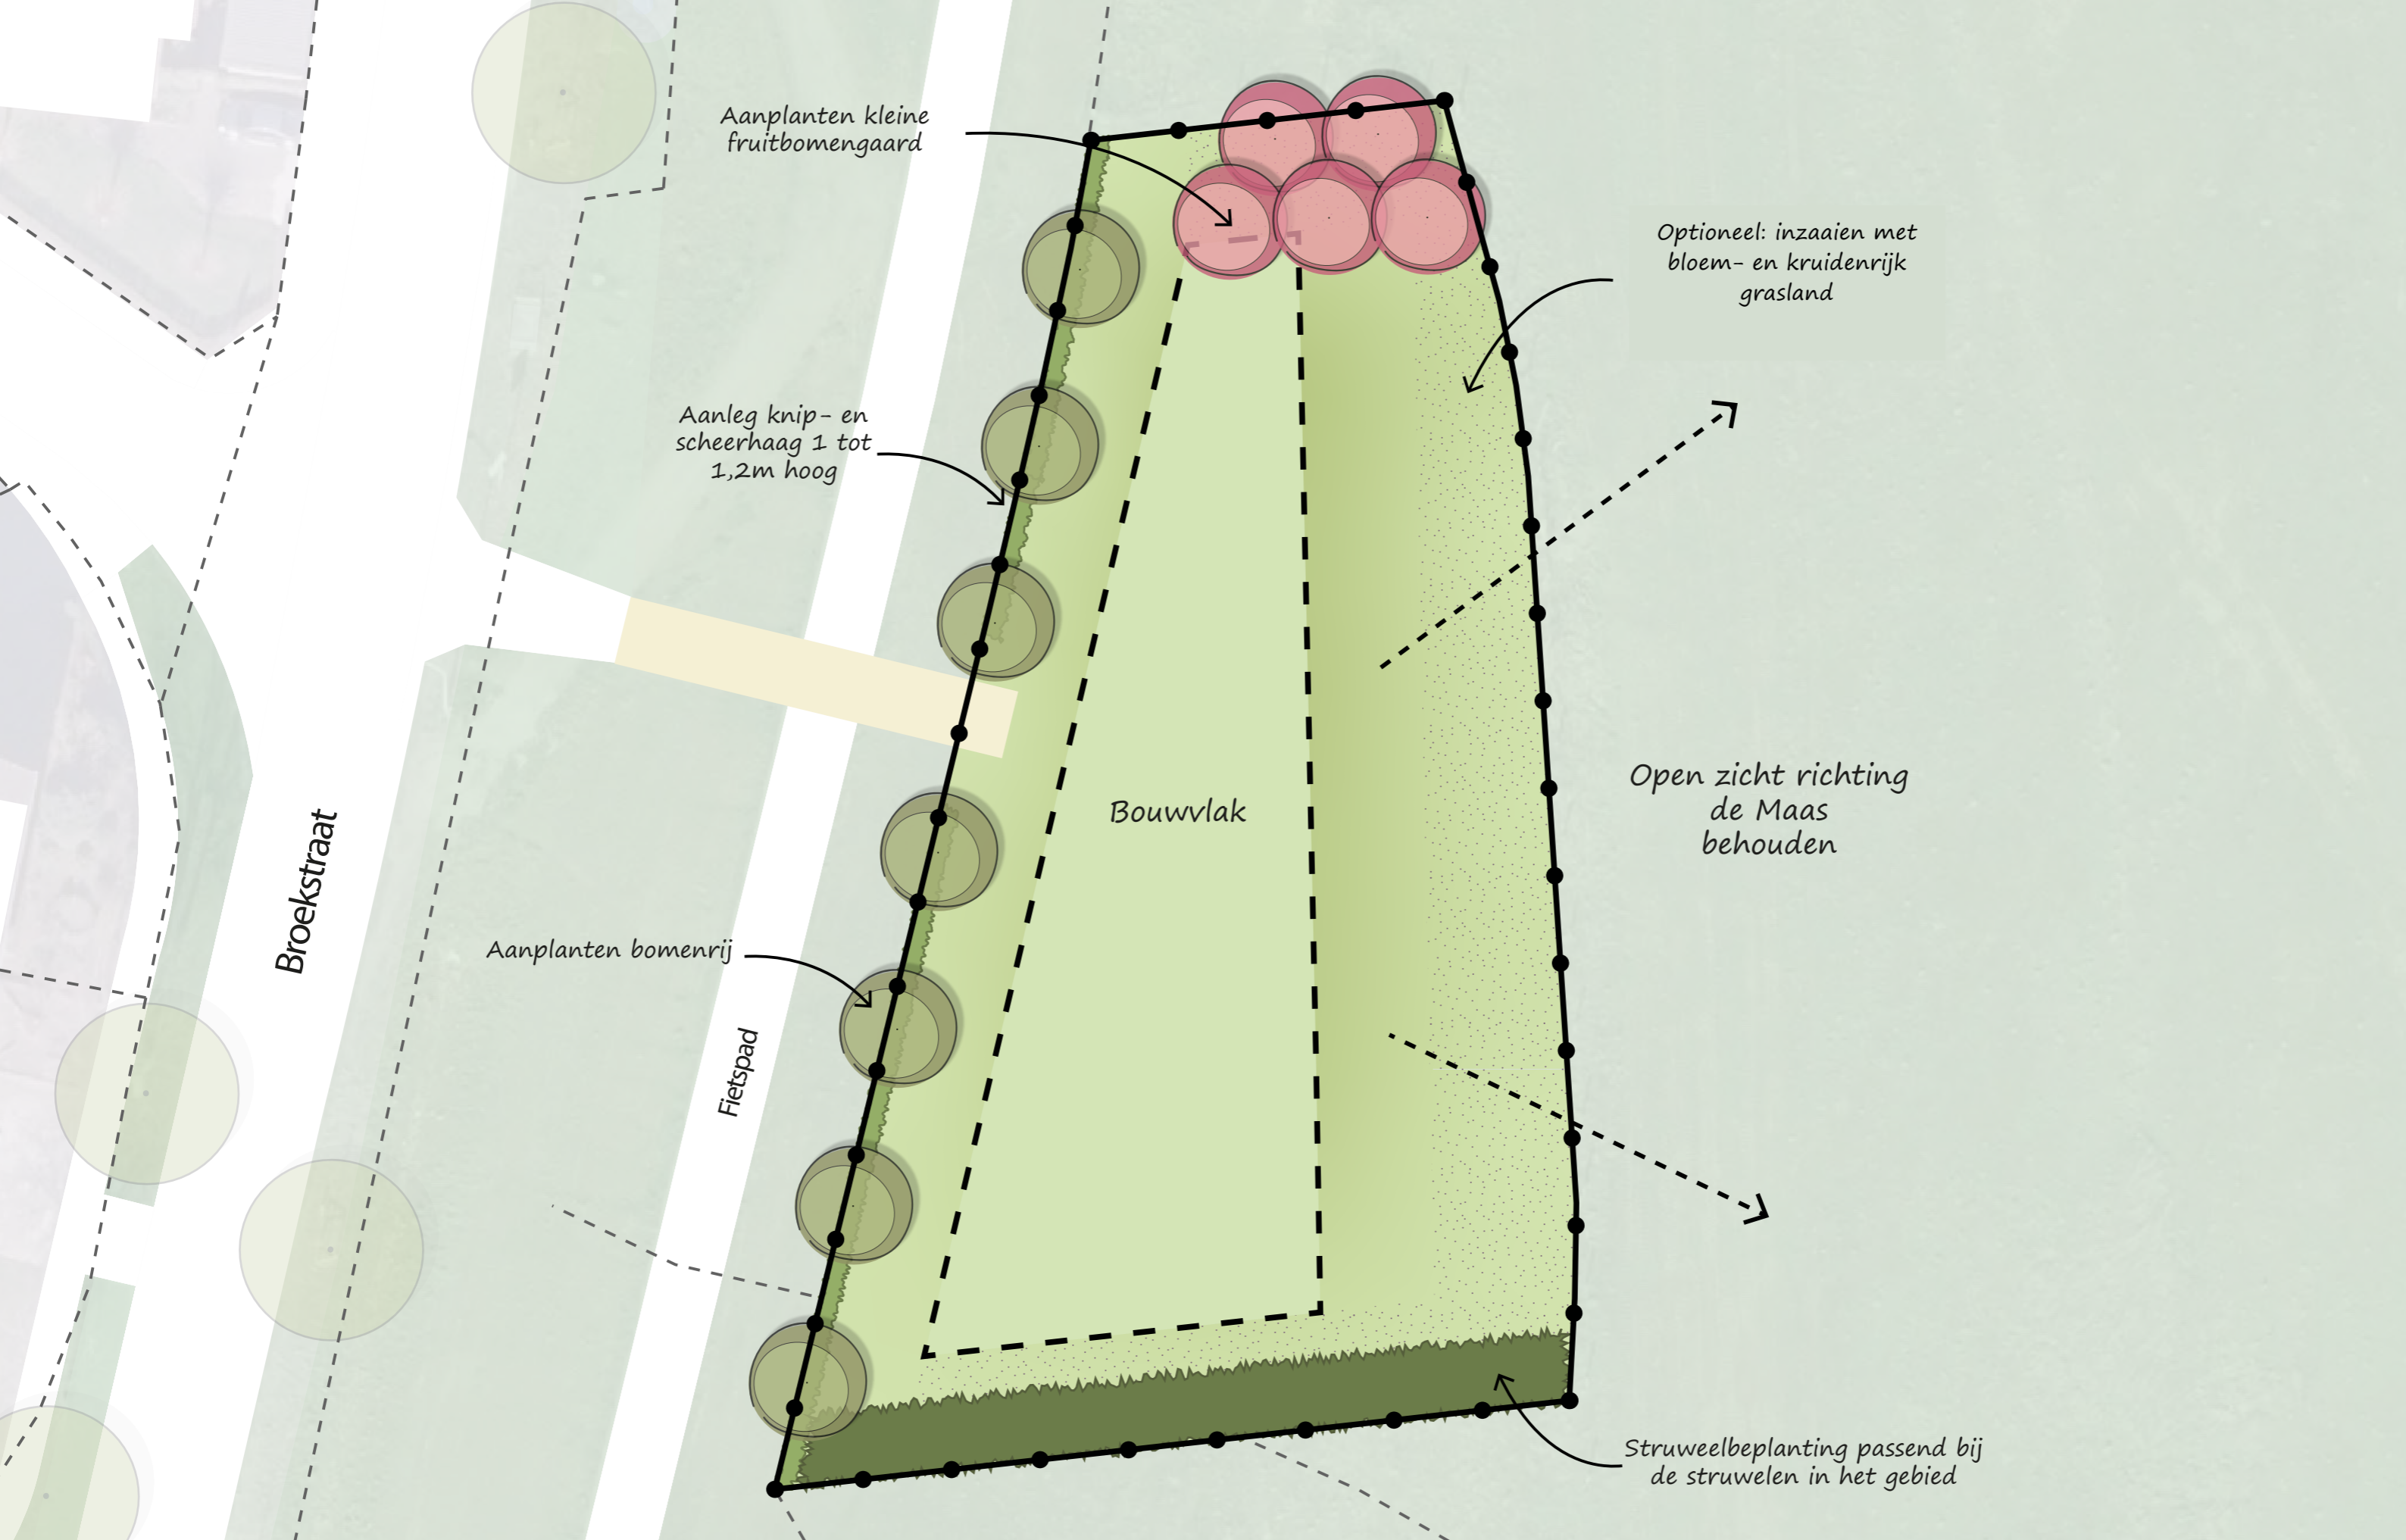 Aanplanten kleine
fruitbomengaard
Optioneel: inzaaien met
bloem- en kruidenrijk
grasland
Aanleg knip- en
scheerhaag 1 tot
1,2m hoog
Open zicht richting
de Maas
behouden
Bouwvlak
Broekstraat
Aanplanten bomenrij
Fietspad
Struweelbeplanting passend bij
de struwelen in het gebied